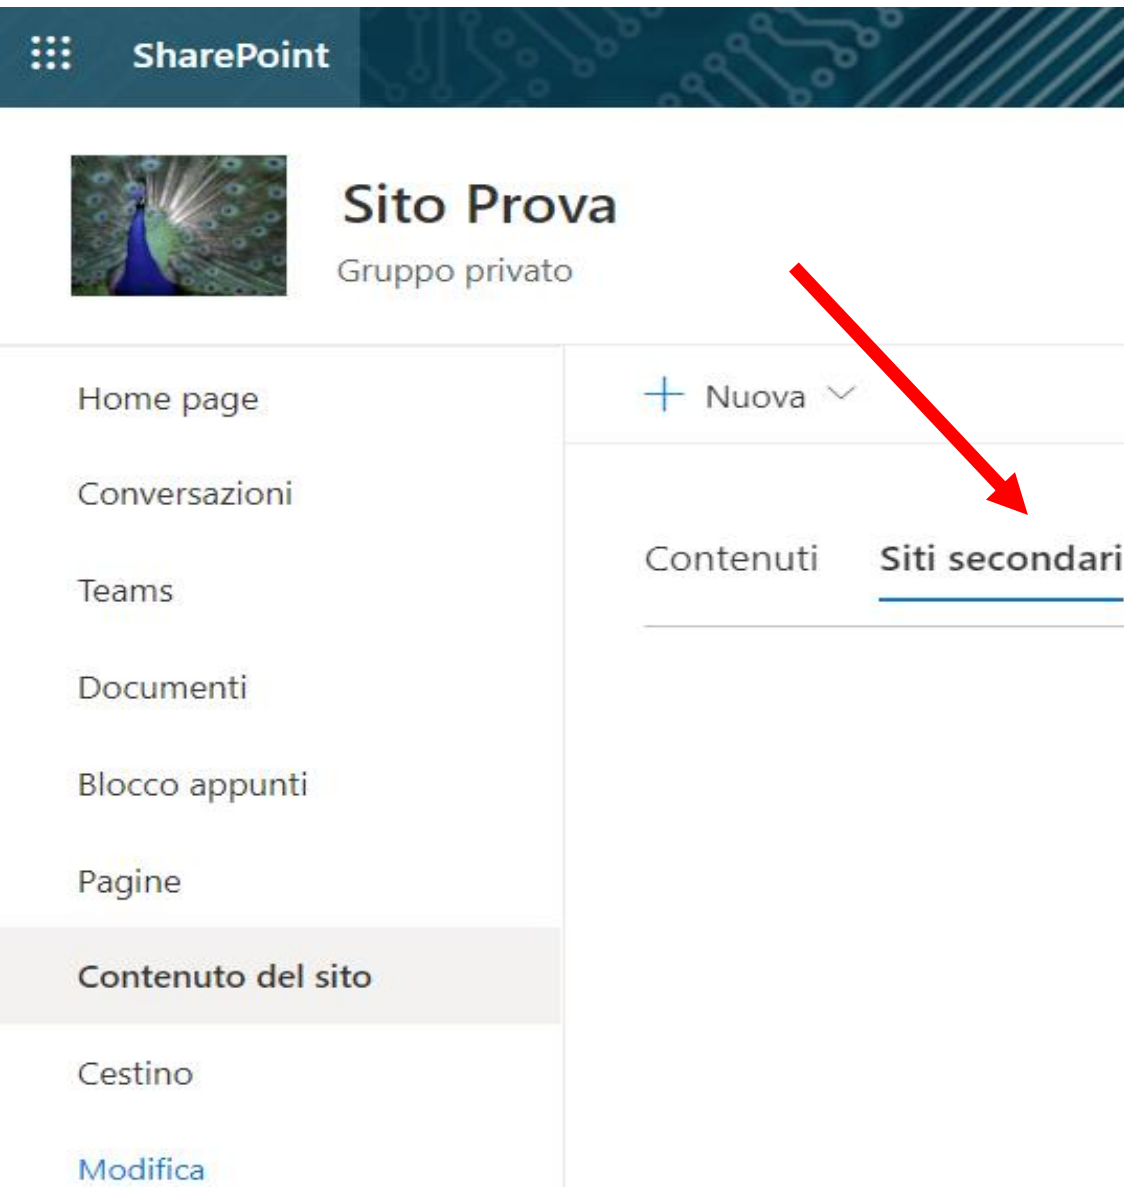 SharePoint
Sito Prova
Gruppo privato
Home page
Conversazioni
Teams
Documenti
Blocco appunti
Pagine
Contenuto del sito
Cestino
Modifica
Nuova
Contenuti Siti secondari